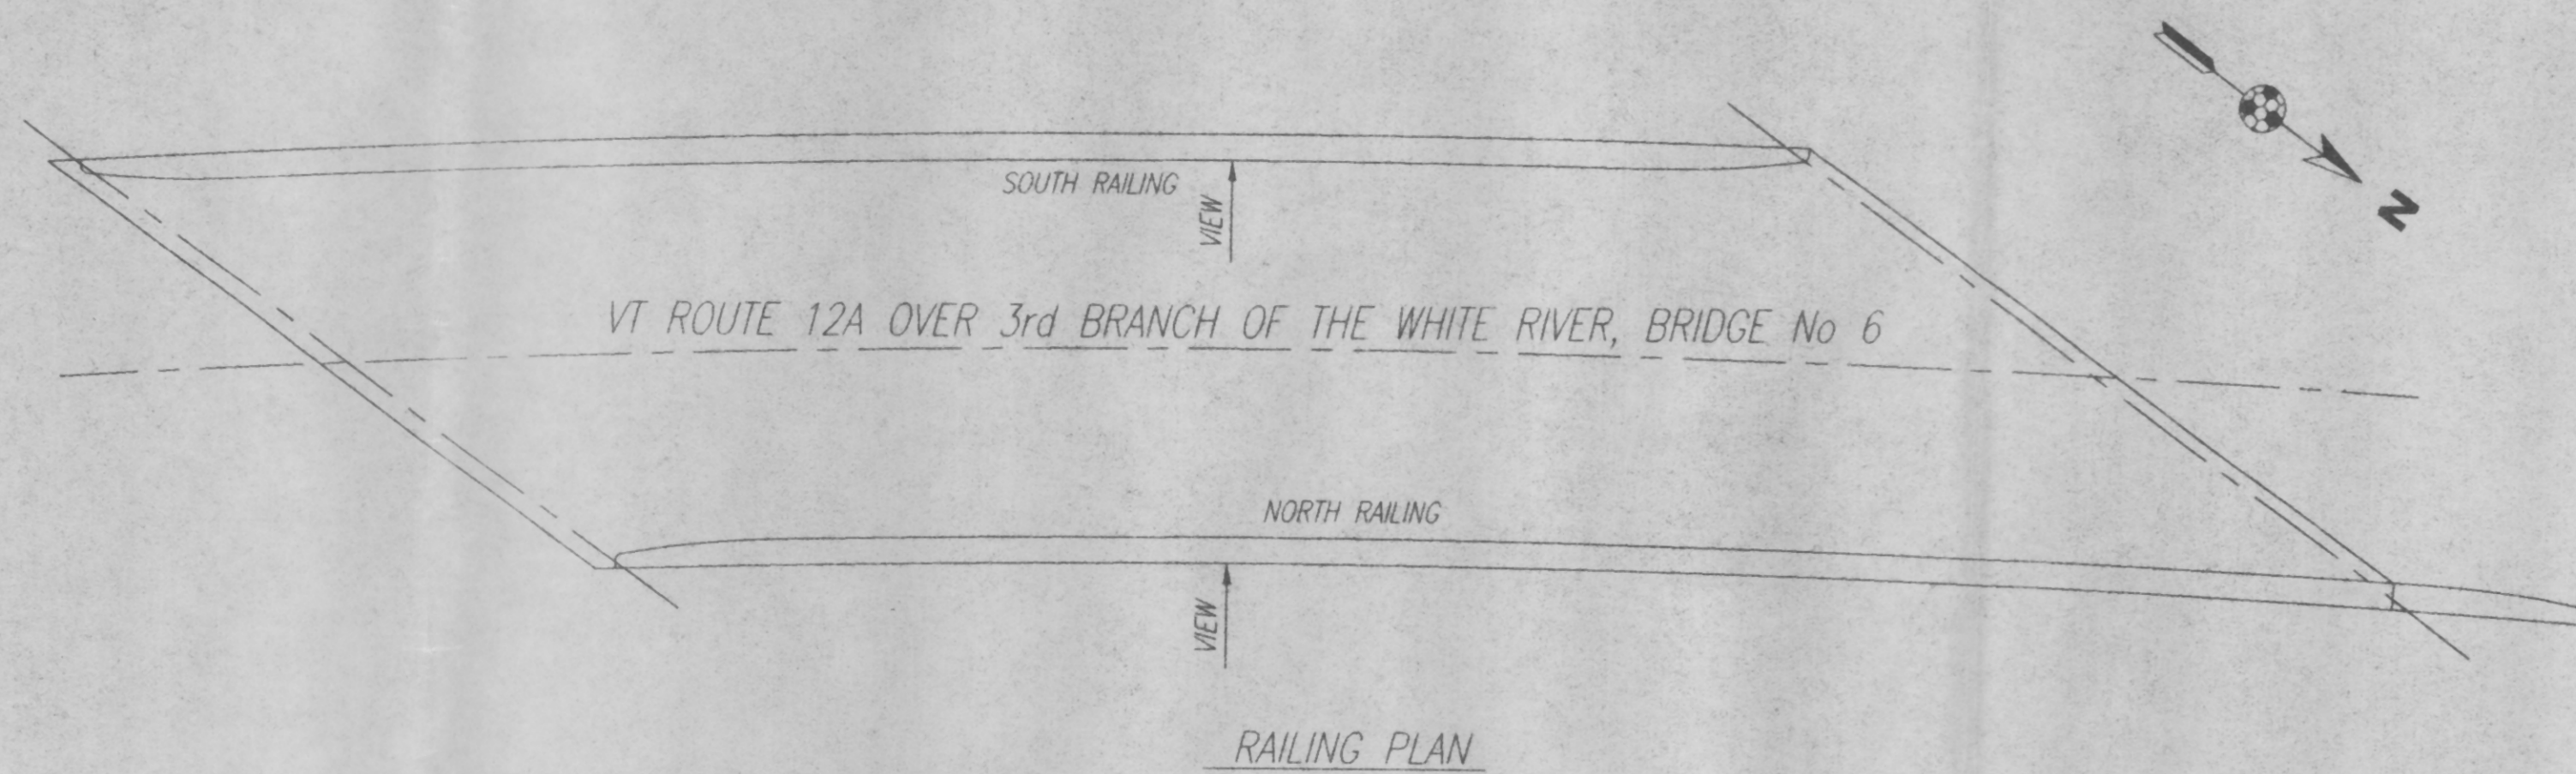 N
SOUTH RAILING
VIEW
VT ROUTE 12A OVER 3rd BRANCH OF THE WHITE RIVER, BRIDGE No 6
NORTH RAILING
VIEW
RAILING PLAN